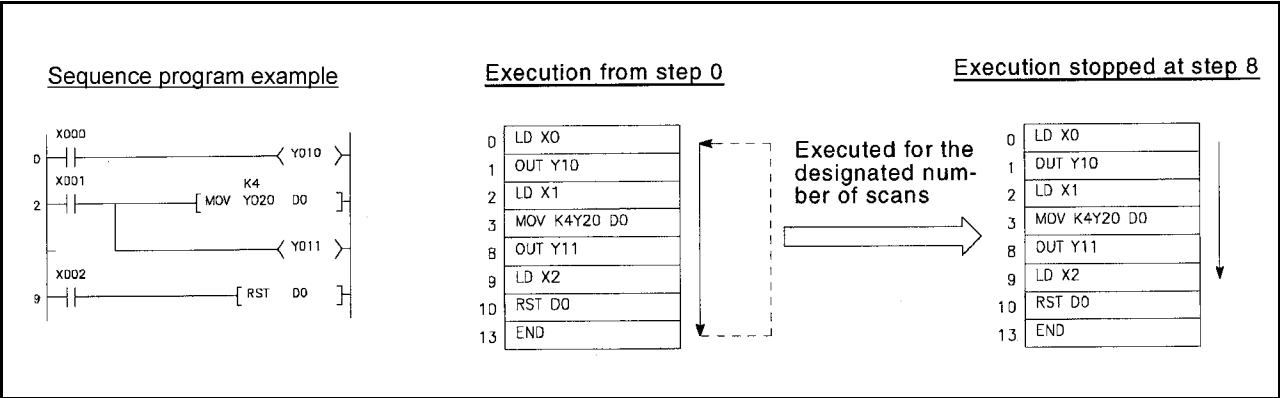 Sequence program example
X000
0
Y010
X001
K4
2
MOV Y020 D0
Y011
X002
9
RST D0
Execution from step 0
0 LD X0
1 OUT Y10
2 LD X1
3 MOV K4Y20 D0
8 OUT Y11
9 LD X2
10 RST D0
13 END
Executed for the
designated num-
ber of scans
Execution stopped at step 8
0 LD X0
1 OUT Y10
2 LD X1
3 MOV K4Y20 D0
8 OUT Y11
9 LD X2
10 RST D0
13 END